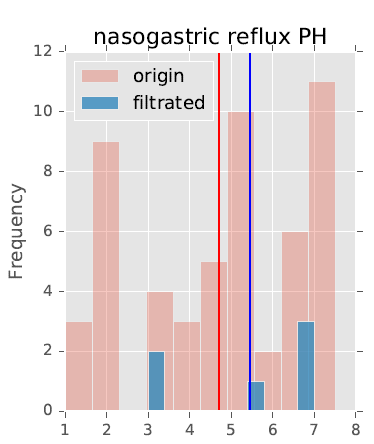 nasogastric reflux PH
origin
filtrated
Frequency
12
10
8
6
4
2
0
1 2 3 4 5 6 7 8